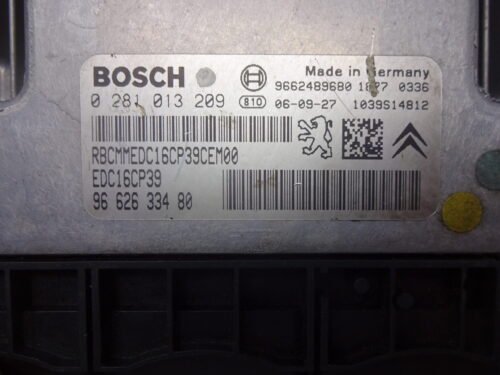 BOSCH
Made in Germany
9662489680 1827 0336
0 281 013 209
810 06-09-27 1039S14812
RBCMMEDC16CP39CEM00
EDC16CP39
96 626 334 80